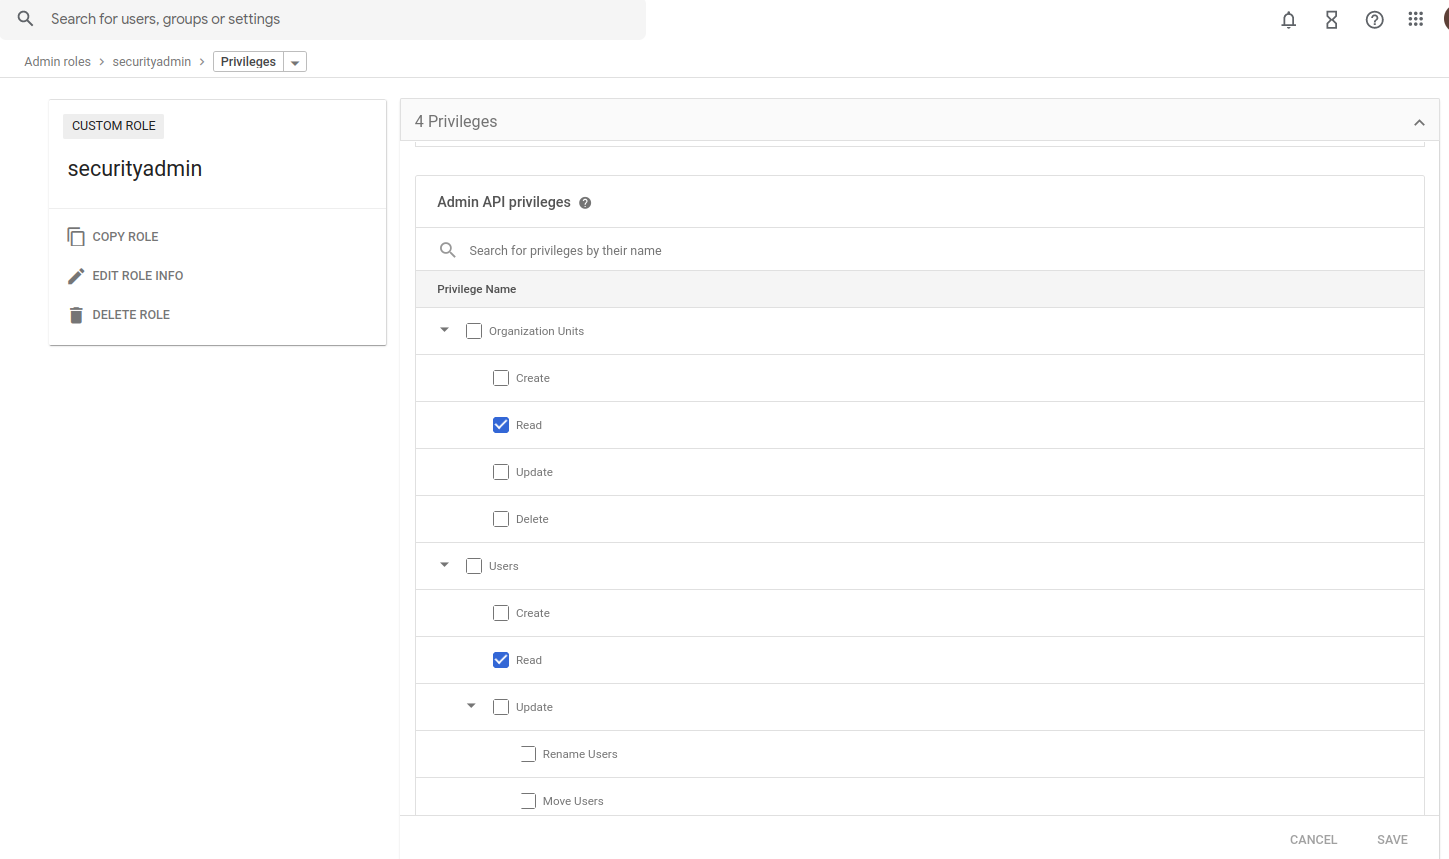 Search for users, groups or settings
Admin roles > securityadmin > Privileges
CUSTOM ROLE
securityadmin
COPY ROLE
EDIT ROLE INFO
DELETE ROLE
4 Privileges
Admin API privileges
Search for privileges by their name
Privilege Name
Organization Units
Create
Read
Update
Delete
Users
Create
Read
Update
Rename Users
Move Users
CANCEL SAVE